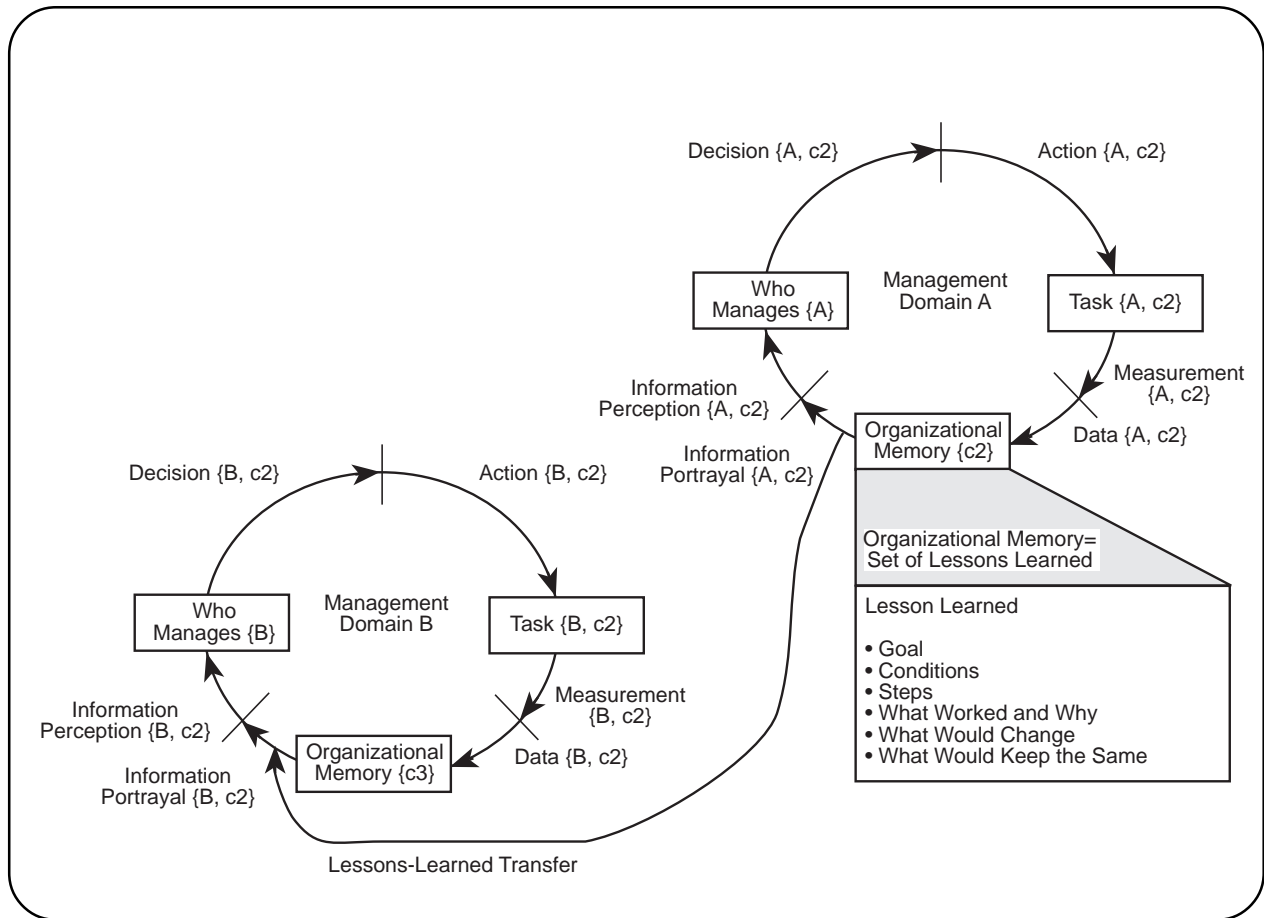 Decision {A, c2}
Action {A, c2}
Who
Manages {A}
Management
Domain A
Task {A, c2}
Information
Perception {A, c2}
Measurement
{A, c2}
Information
Portrayal {A, c2}
Organizational
Memory {c2}
Data {A, c2}
Organizational Memory=
Set of Lessons Learned
Lesson Learned
• Goal
• Conditions
• Steps
• What Worked and Why
• What Would Change
• What Would Keep the Same
Decision {B, c2}
Action {B, c2}
Who
Manages {B}
Management
Domain B
Task {B, c2}
Information
Perception {B, c2}
Measurement
{B, c2}
Information
Portrayal {B, c2}
Organizational
Memory {c3}
Data {B, c2}
Lessons-Learned Transfer